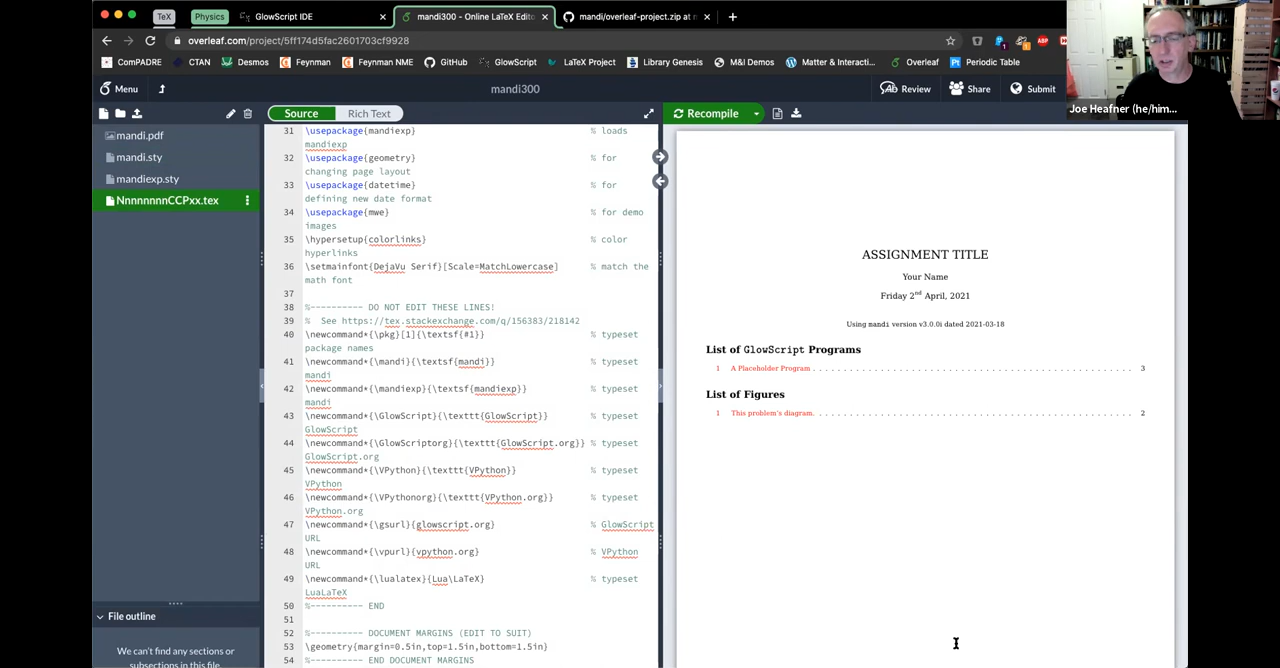 TeX
Physics
GlowScript IDE
mandi300 - Online LaTeX Edito
mandi/overleaf-project.zip at m
overleaf.com/project/5ff174d5fac2601703cf9928
ABP
ComPADRE
CTAN
Desmos
Feynman
Feynman NME
GitHub
GlowScript
LaTeX Project
Library Genesis
M&I Demos
Matter & Interacti...
Overleaf
Periodic Table
Joe Heafner (he/him...
Menu
mandi300
Review
Share
Submit
Source
Rich Text
Recompile
mandi.pdf
mandi.sty
mandiexp.sty
NnnnnnnCCPxx.tex
File outline
We can't find any sections or
subsections in this file.
31 \usepackage{mandiexp} % loads
mandiexp
32 \usepackage{geometry} % for
changing page layout
33 \usepackage{datetime} % for
defining new date format
34 \usepackage{mwe} % for demo
images
35 \hypersetup{colorlinks} % color
hyperlinks
36 \setmainfont{DejaVu Serif}[Scale=MatchLowercase] % match the
math font
37
38 %---------- DO NOT EDIT THESE LINES!
39 % See https://tex.stackexchange.com/q/156383/218142
40 \newcommand*{\pkg}[1]{\textsf{#1}} % typeset
package names
41 \newcommand*{\mandi}{\textsf{mandi}} % typeset
mandi
42 \newcommand*{\mandiexp}{\textsf{mandiexp}} % typeset
mandi
43 \newcommand*{\GlowScript}{\texttt{GlowScript}} % typeset
GlowScript
44 \newcommand*{\GlowScriptorg}{\texttt{GlowScript.org}} % typeset
GlowScript.org
45 \newcommand*{\VPython}{\texttt{VPython}} % typeset
VPython
46 \newcommand*{\VPythonorg}{\texttt{VPython.org}} % typeset
VPython.org
47 \newcommand*{\gsurl}{glowscript.org} % GlowScript
URL
48 \newcommand*{\vpurl}{vpython.org} % VPython
URL
49 \newcommand*{\lualatex}{Lua\LaTeX} % typeset
LuaLaTeX
50 %---------- END
51
52 %---------- DOCUMENT MARGINS (EDIT TO SUIT)
53 \geometry{margin=0.5in,top=1.5in,bottom=1.5in}
54 %---------- END DOCUMENT MARGINS
ASSIGNMENT TITLE
Your Name
Friday 2nd April, 2021
Using mandi version v3.0.0i dated 2021-03-18
List of GlowScript Programs
1 A Placeholder Program . . . . . . . . . . 3
List of Figures
1 This problem's diagram. . . . . . . . . . . 2